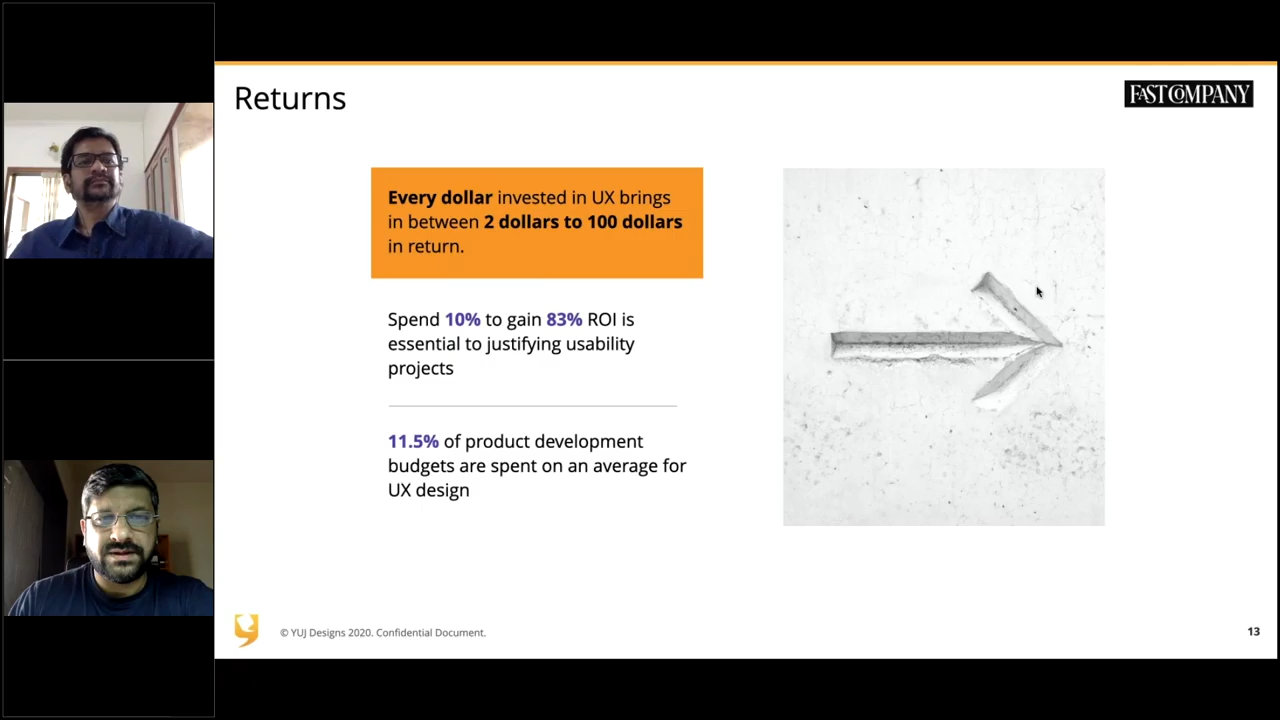 Returns
FAST COMPANY
Every dollar invested in UX brings
in between 2 dollars to 100 dollars
in return.
Spend 10% to gain 83% ROI is
essential to justifying usability
projects
11.5% of product development
budgets are spent on an average for
UX design
© YUJ Designs 2020. Confidential Document.
13